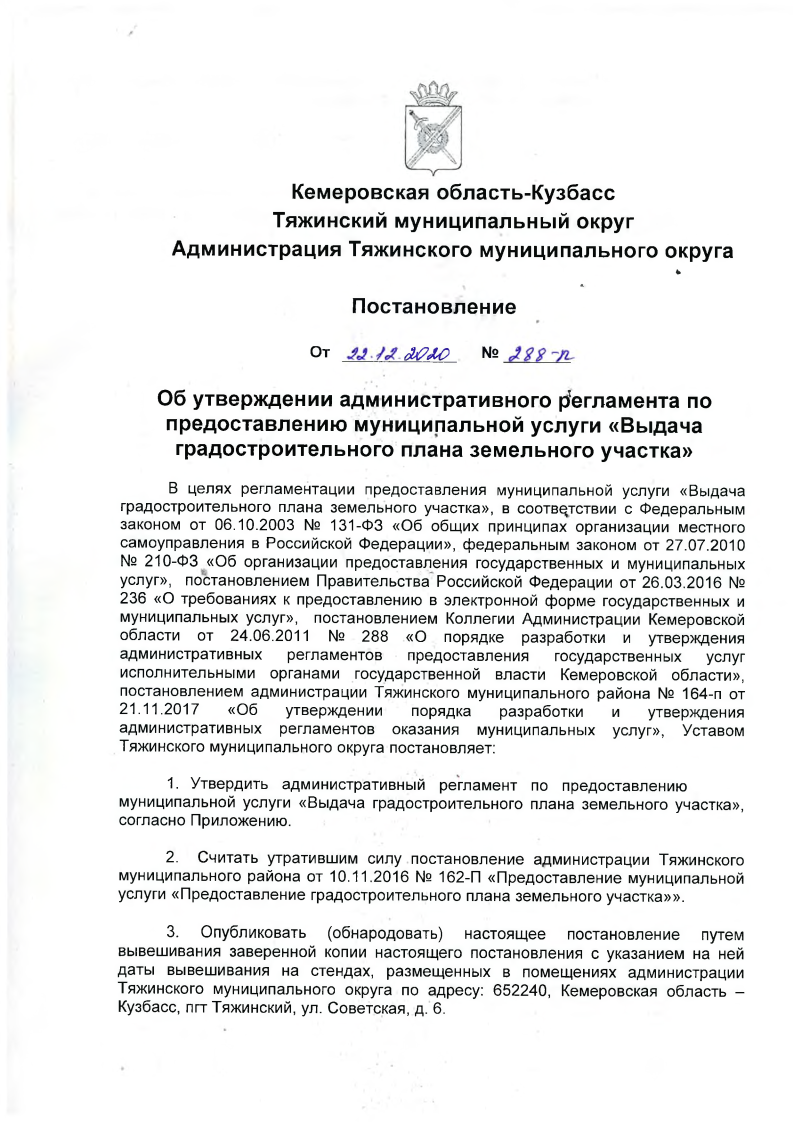 Кемеровская область-Кузбасс
Тяжинский муниципальный округ
Администрация Тяжинского муниципального округа
Постановление
От 22.12.2020 № 288-п
Об утверждении административного регламента по
предоставлению муниципальной услуги «Выдача
градостроительного плана земельного участка»
В целях регламентации предоставления муниципальной услуги «Выдача
градостроительного плана земельного участка», в соответствии с Федеральным
законом от 06.10.2003 № 131-ФЗ «Об общих принципах организации местного
самоуправления в Российской Федерации», федеральным законом от 27.07.2010
№ 210-ФЗ «Об организации предоставления государственных и муниципальных
услуг», постановлением Правительства Российской Федерации от 26.03.2016 №
236 «О требованиях к предоставлению в электронной форме государственных и
муниципальных услуг», постановлением Коллегии Администрации Кемеровской
области от 24.06.2011 № 288 «О порядке разработки и утверждения
административных регламентов предоставления государственных услуг
исполнительными органами государственной власти Кемеровской области»,
постановлением администрации Тяжинского муниципального района № 164-п от
21.11.2017 «Об утверждении порядка разработки и утверждения
административных регламентов оказания муниципальных услуг», Уставом
Тяжинского муниципального округа постановляет:
1. Утвердить административный регламент по предоставлению
муниципальной услуги «Выдача градостроительного плана земельного участка»,
согласно Приложению.
2. Считать утратившим силу постановление администрации Тяжинского
муниципального района от 10.11.2016 № 162-П «Предоставление муниципальной
услуги «Предоставление градостроительного плана земельного участка»».
3. Опубликовать (обнародовать) настоящее постановление путем
вывешивания заверенной копии настоящего постановления с указанием на ней
даты вывешивания на стендах, размещенных в помещениях администрации
Тяжинского муниципального округа по адресу: 652240, Кемеровская область –
Кузбасс, пгт Тяжинский, ул. Советская, д. 6.